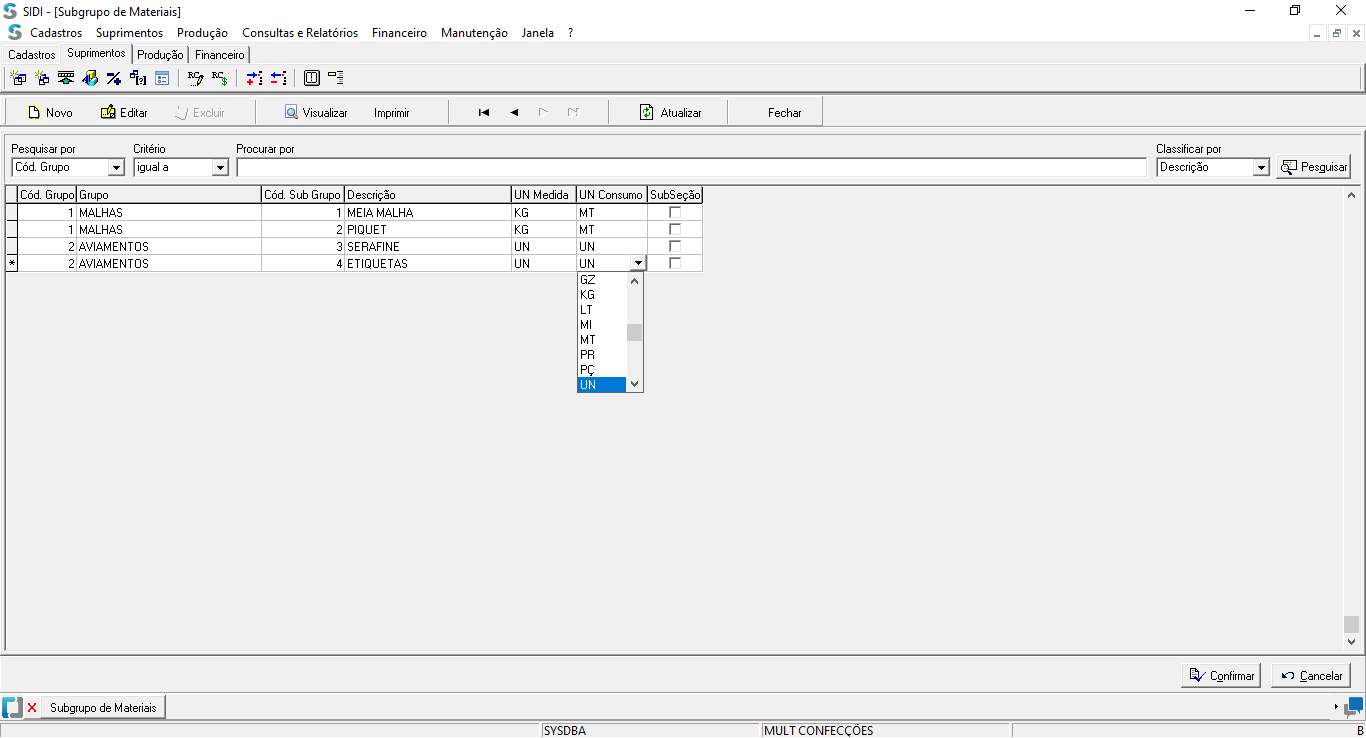 SIDI - [Subgrupo de Materiais]
Cadastros Suprimentos Produção Consultas e Relatórios Financeiro Manutenção Janela ?
Cadastros Suprimentos Produção Financeiro
Novo Editar Excluir Visualizar Imprimir Atualizar Fechar
Pesquisar por Critério Procurar por Classificar por
Cód. Grupo igual a Descrição Pesquisar
Cód. Grupo Grupo Cód. Sub Grupo Descrição UN Medida UN Consumo SubSeção
1 MALHAS 1 MEIA MALHA KG MT
1 MALHAS 2 PIQUET KG MT
2 AVIAMENTOS 3 SERAFINE UN UN
* 2 AVIAMENTOS 4 ETIQUETAS UN UN
GZ
KG
LT
MI
MT
PR
PÇ
UN
Confirmar Cancelar
Subgrupo de Materiais
SYSDBA MULT CONFECÇÕES B